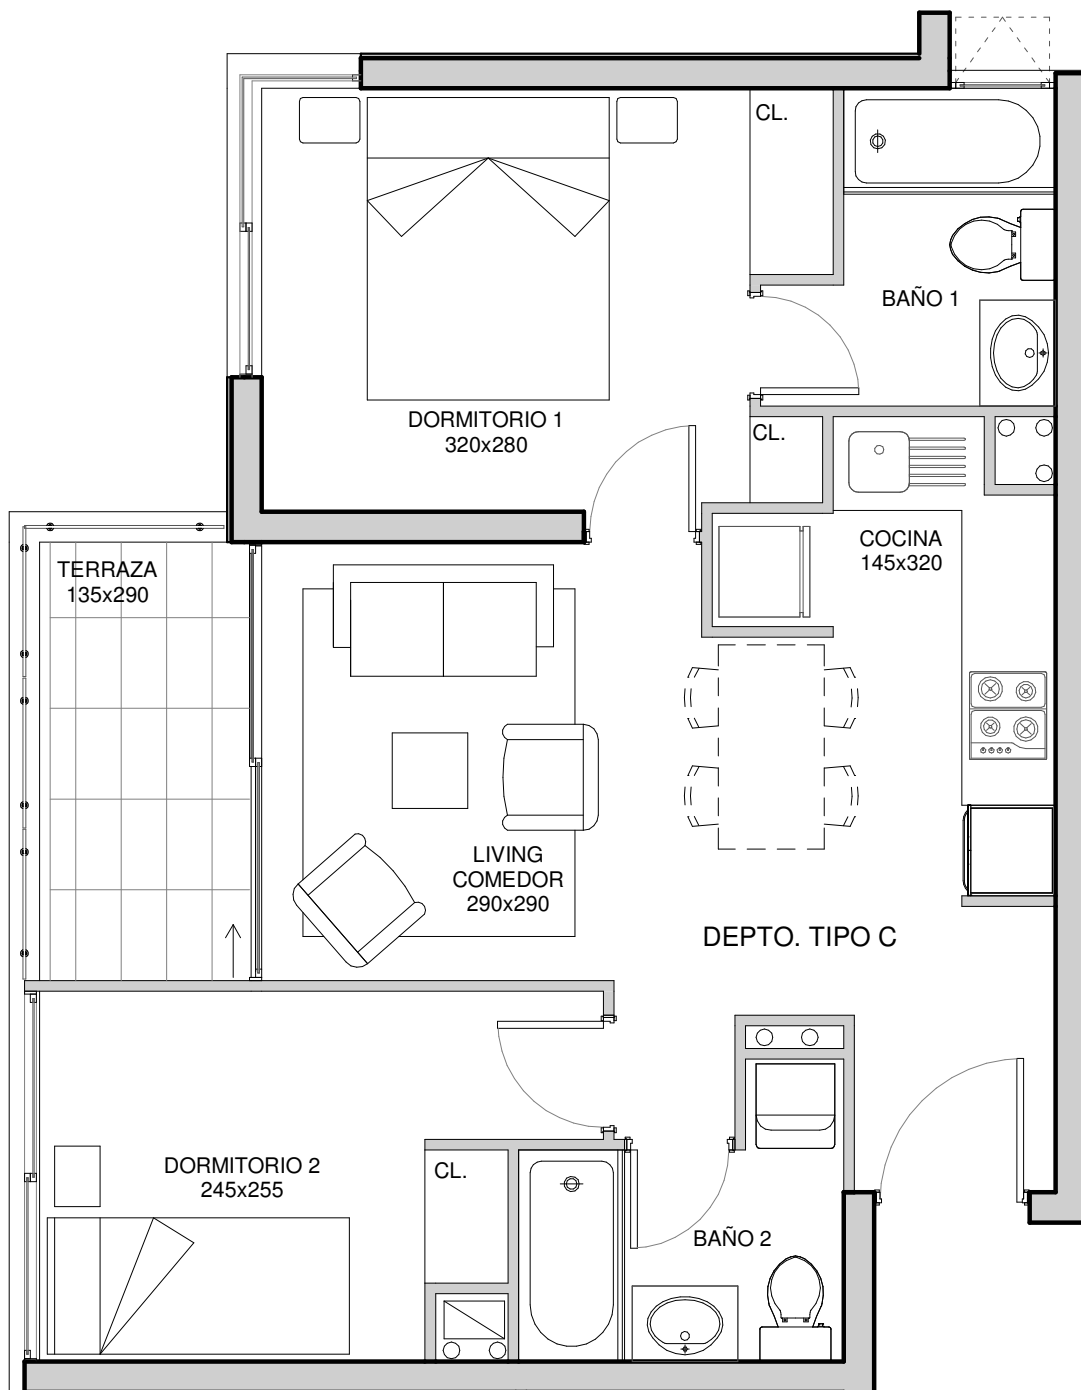 CL.
BAÑO 1
DORMITORIO 1
320x280
CL.
COCINA
145x320
TERRAZA
135x290
LIVING
COMEDOR
290x290
DEPTO. TIPO C
DORMITORIO 2
245x255
CL.
BAÑO 2